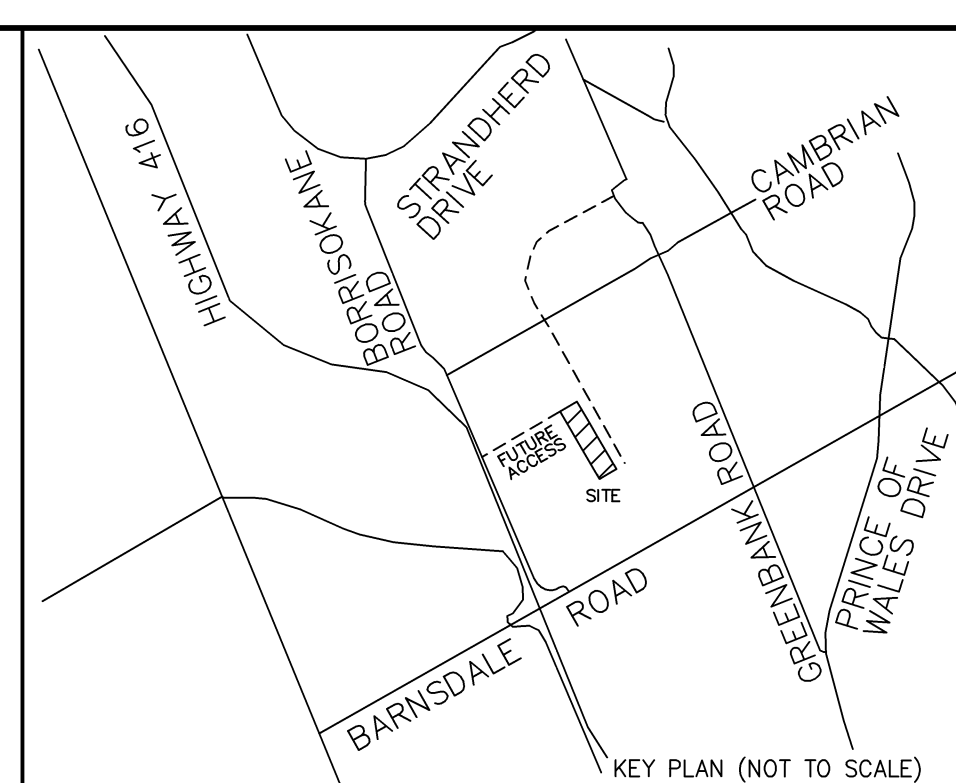 HIGHWAY 416
BORRISOKANE
ROAD
STRANDHERD
DRIVE
CAMBRIAN
ROAD
FUTURE
ACCESS
SITE
GREENBANK ROAD
PRINCE OF
WALES DRIVE
BARNSDALE ROAD
KEY PLAN (NOT TO SCALE)